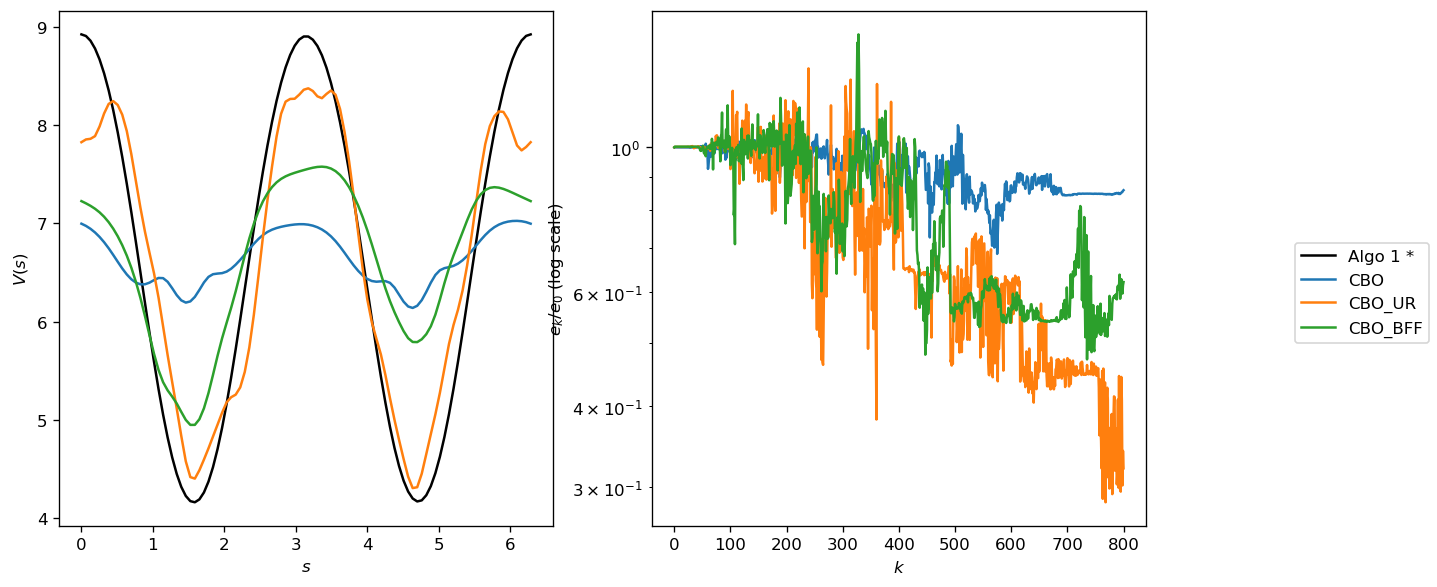 9
8
7
6
5
4
V(s)
0 1 2 3 4 5 6
s
10⁰
6 × 10⁻¹
4 × 10⁻¹
3 × 10⁻¹
e_K/e₀ (log scale)
0 100 200 300 400 500 600 700 800
k
Algo 1 *
CBO
CBO_UR
CBO_BFF